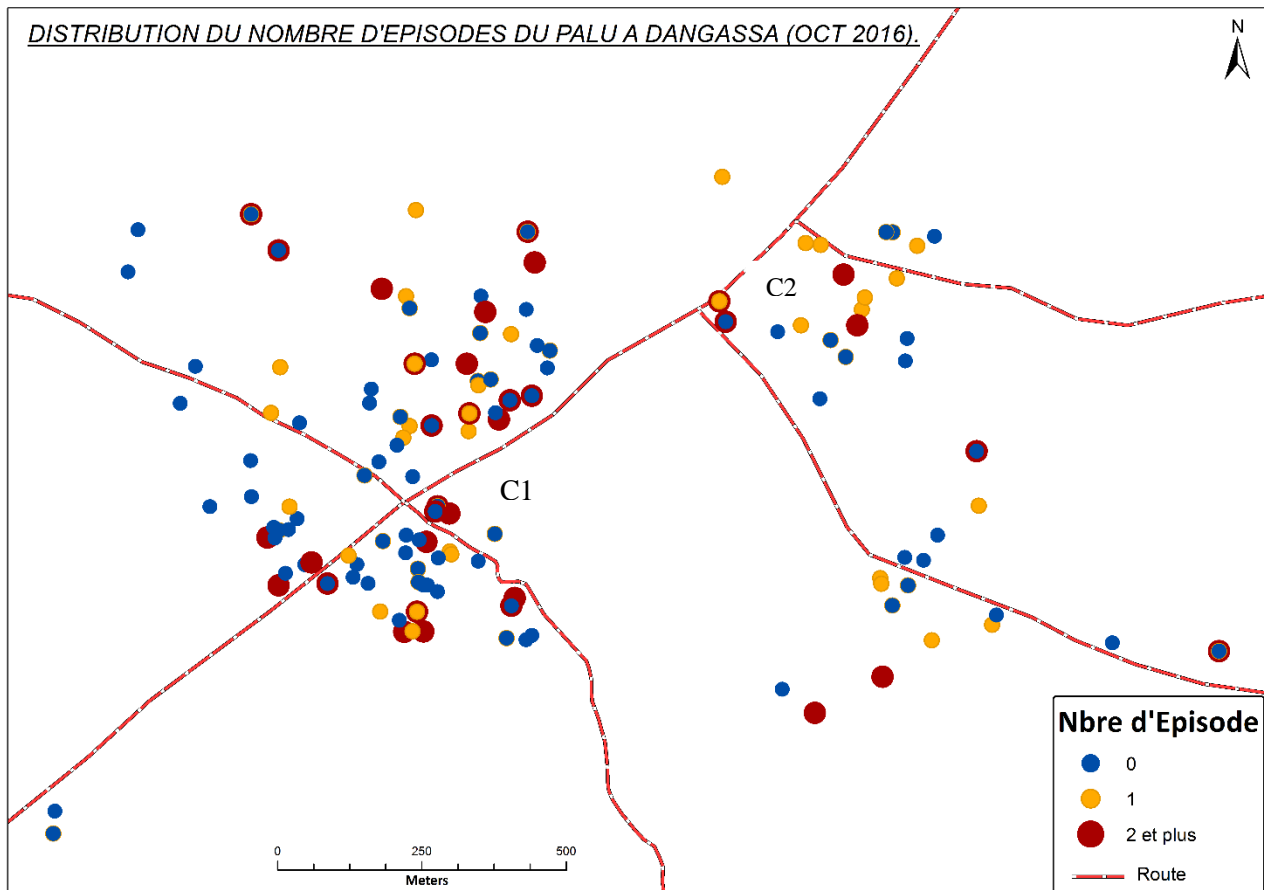 DISTRIBUTION DU NOMBRE D'EPISODES DU PALU A DANGASSA (OCT 2016).
N
C2
C1
Nbre d'Episode
0
1
2 et plus
Route
0 250 500
Meters